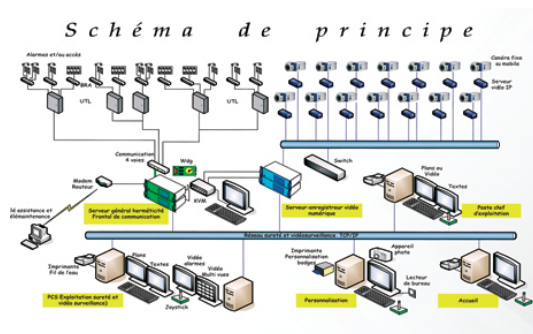 Schéma de principe
Alarmes et/ou accès
BRA
UTL
UTL
Caméra fixe
ou mobile
Serveur
vidéo IP
Communication
4 voies
Wdg
Switch
Modem
Routeur
KVM
Plans ou
Vidéo
Textes
Serveur général hermeticité
Frontal de communication
Serveur enregistreur vidéo
numérique
Poste chef
d'exploitation
lé assistance et
élémaintenance
Réseau sureté et vidéosurveillance TCP/IP
Imprimante
Fil de l'eau
Plans
Textes
Vidéo
alarmes
Vidéo
Multi vues
Joystick
PCS Exploitation sureté et
vidéo surveillance)
Imprimante
Personnalisation
badges
Appareil
photo
Lecteur
de bureau
Personnalisation
Accueil